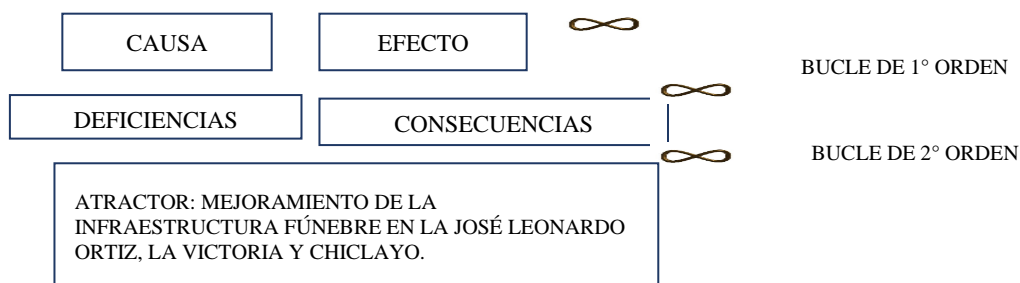 CAUSA
EFECTO
BUCLE DE 1° ORDEN
DEFICIENCIAS
CONSECUENCIAS
BUCLE DE 2° ORDEN
ATRACTOR: MEJORAMIENTO DE LA
INFRAESTRUCTURA FÚNEBRE EN LA JOSÉ LEONARDO
ORTIZ, LA VICTORIA Y CHICLAYO.